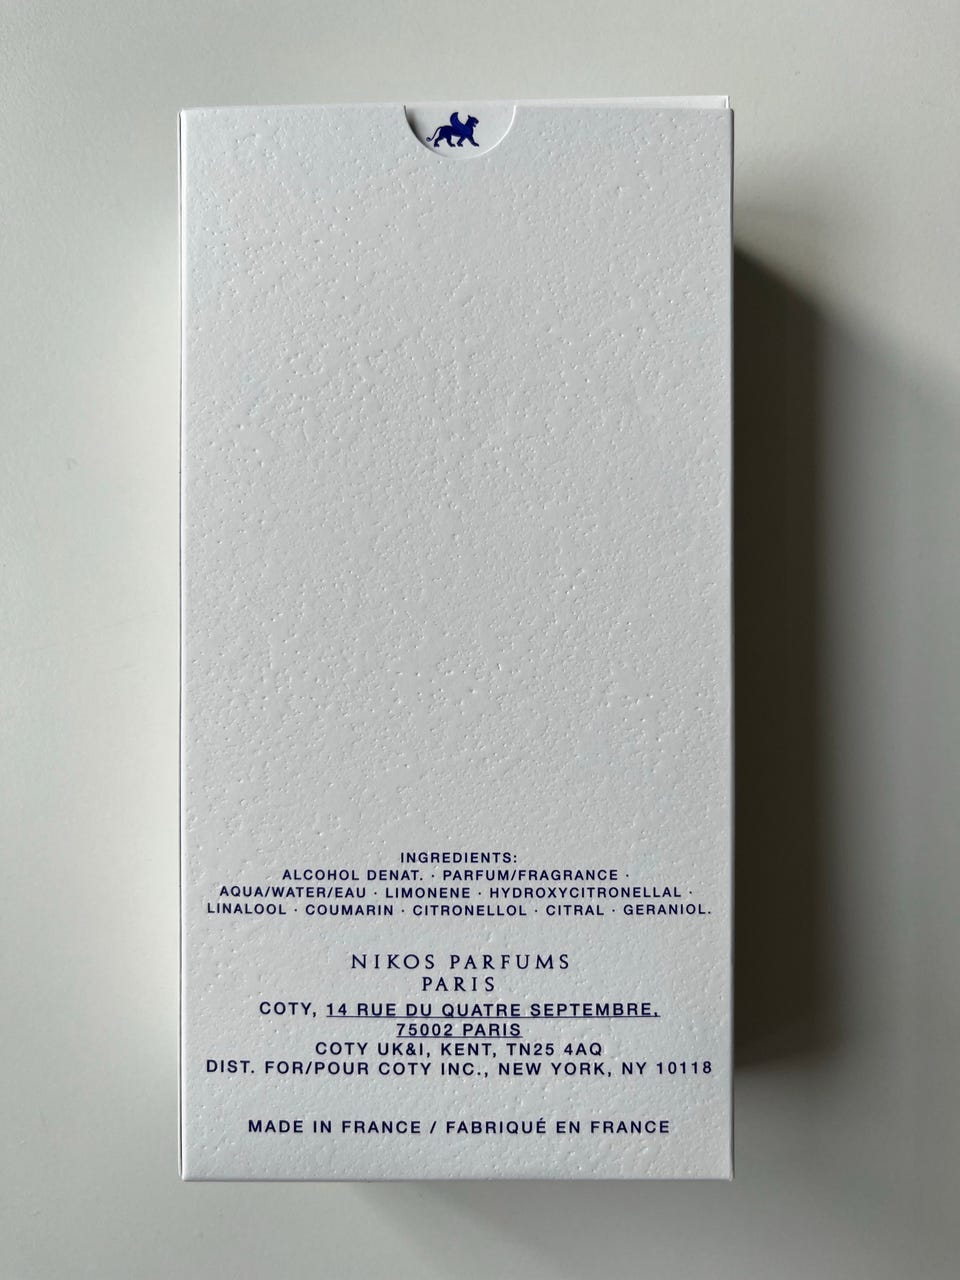 INGREDIENTS:
ALCOHOL DENAT. · PARFUM/FRAGRANCE ·
AQUA/WATER/EAU · LIMONENE · HYDROXYCITRONELLAL ·
LINALOOL · COUMARIN · CITRONELLOL · CITRAL · GERANIOL.
NIKOS PARFUMS
PARIS
COTY, 14 RUE DU QUATRE SEPTEMBRE,
75002 PARIS
COTY UK&I, KENT, TN25 4AQ
DIST. FOR/POUR COTY INC., NEW YORK, NY 10118
MADE IN FRANCE / FABRIQUÉ EN FRANCE